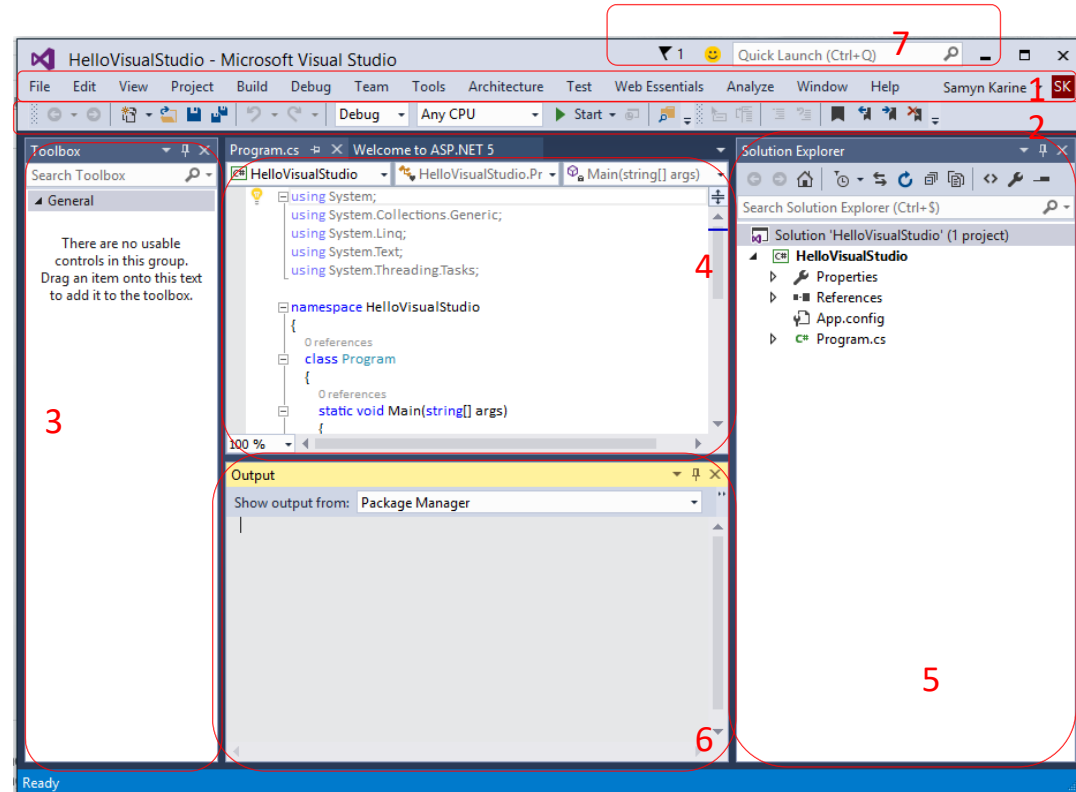 HelloVisualStudio - Microsoft Visual Studio
1
Quick Launch (Ctrl+Q)
7
File Edit View Project Build Debug Team Tools Architecture Test Web Essentials Analyze Window Help Samyn Karine SK
1
Debug Any CPU Start
2
Toolbox
Search Toolbox
General
There are no usable
controls in this group.
Drag an item onto this text
to add it to the toolbox.
3
Program.cs Welcome to ASP.NET 5
C# HelloVisualStudio HelloVisualStudio.Pr Main(string[] args)
using System;
using System.Collections.Generic;
using System.Linq;
using System.Text;
using System.Threading.Tasks;
namespace HelloVisualStudio
{
0 references
class Program
{
0 references
static void Main(string[] args)
{
100 %
4
Output
Show output from: Package Manager
6
Solution Explorer
Search Solution Explorer (Ctrl+$)
Solution 'HelloVisualStudio' (1 project)
C# HelloVisualStudio
Properties
References
App.config
C# Program.cs
5
Ready